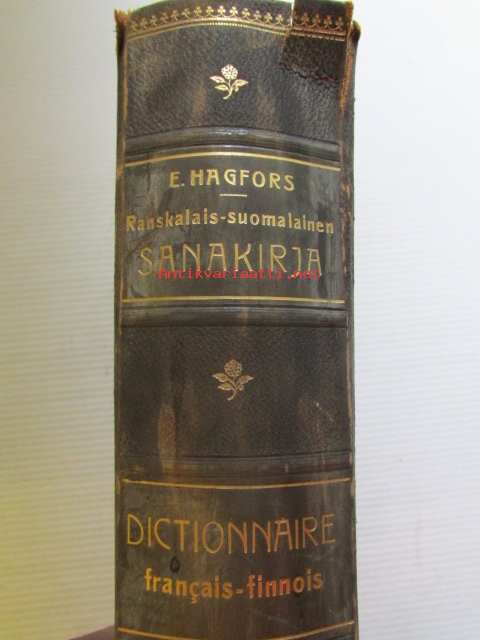 E. HAGFORS
Ranskalais-suomalainen
SANAKIRJA
Antikvariaatti.net
DICTIONNAIRE
français-finnois